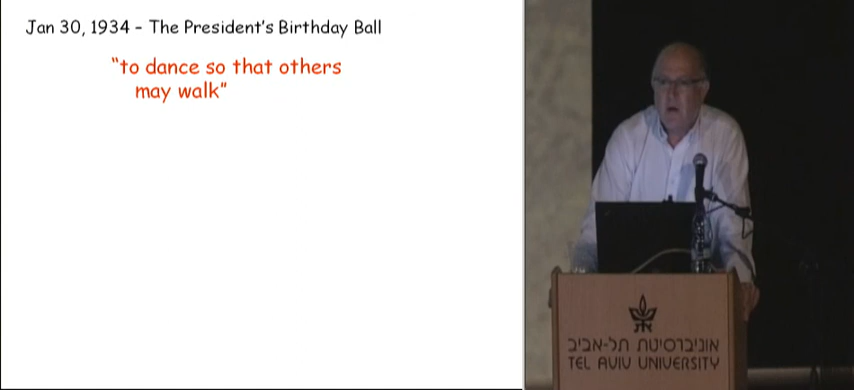 Jan 30, 1934 - The President's Birthday Ball
"to dance so that others
may walk"
אוניברסיטת תל-אביב
TEL AVIV UNIVERSITY